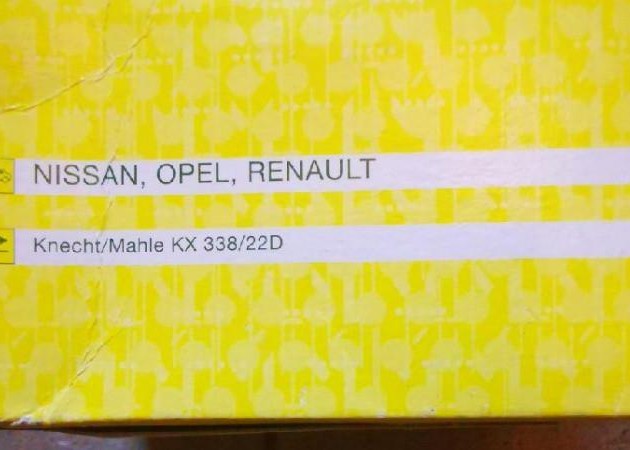 NISSAN, OPEL, RENAULT
Knecht/Mahle KX 338/22D